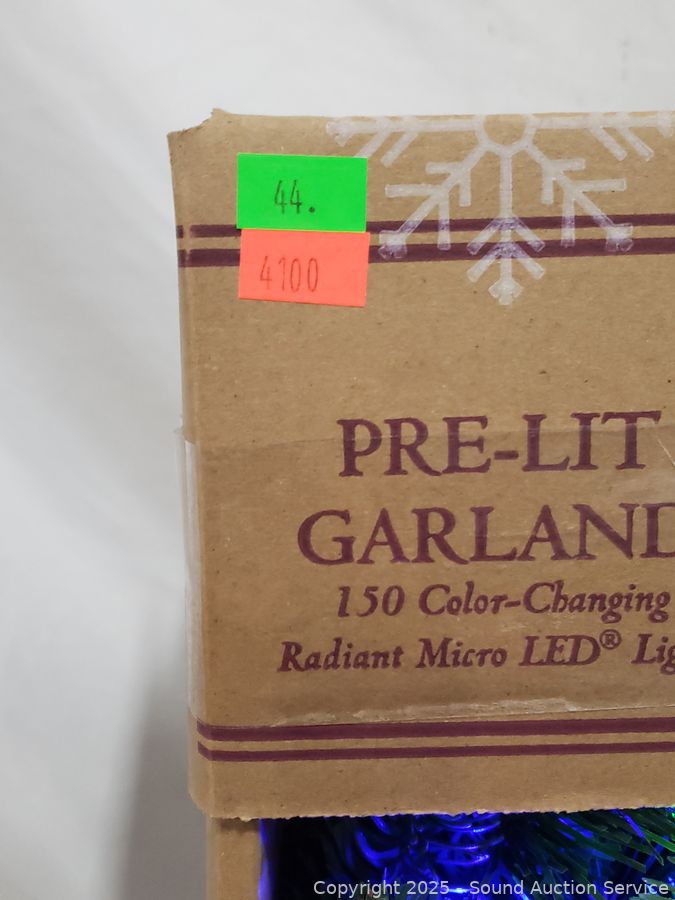 44.
4100
PRE-LIT
GARLAND
150 Color-Changing
Radiant Micro LED® Lig
Copyright 2025 - Sound Auction Service